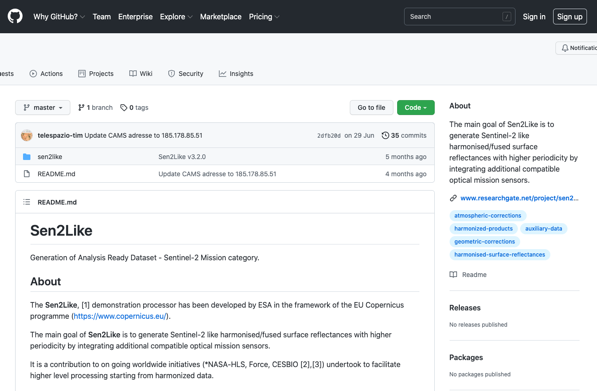 Why GitHub? Team Enterprise Explore Marketplace Pricing Search / Sign in Sign up
Notificatio
ests Actions Projects Wiki Security Insights
master 1 branch 0 tags Go to file Code
telespazio-tim Update CAMS adresse to 185.178.85.51 2dfb20d on 29 Jun 35 commits
sen2like Sen2Like v3.2.0 5 months ago
README.md Update CAMS adresse to 185.178.85.51 4 months ago
README.md
Sen2Like
Generation of Analysis Ready Dataset - Sentinel-2 Mission category.
About
The Sen2Like, [1] demonstration processor has been developed by ESA in the framework of the EU Copernicus
programme (https://www.copernicus.eu/).
The main goal of Sen2Like is to generate Sentinel-2 like harmonised/fused surface reflectances with higher
periodicity by integrating additional compatible optical mission sensors.
It is a contribution to on going worldwide initiatives (*NASA-HLS, Force, CESBIO [2],[3]) undertook to facilitate
higher level processing starting from harmonized data.
About
The main goal of Sen2Like is to
generate Sentinel-2 like
harmonised/fused surface
reflectances with higher periodicity by
integrating additional compatible
optical mission sensors.
www.researchgate.net/project/sen2...
atmospheric-corrections
harmonized-products auxiliary-data
geometric-corrections
harmonised-surface-reflectances
Readme
Releases
No releases published
Packages
No packages published